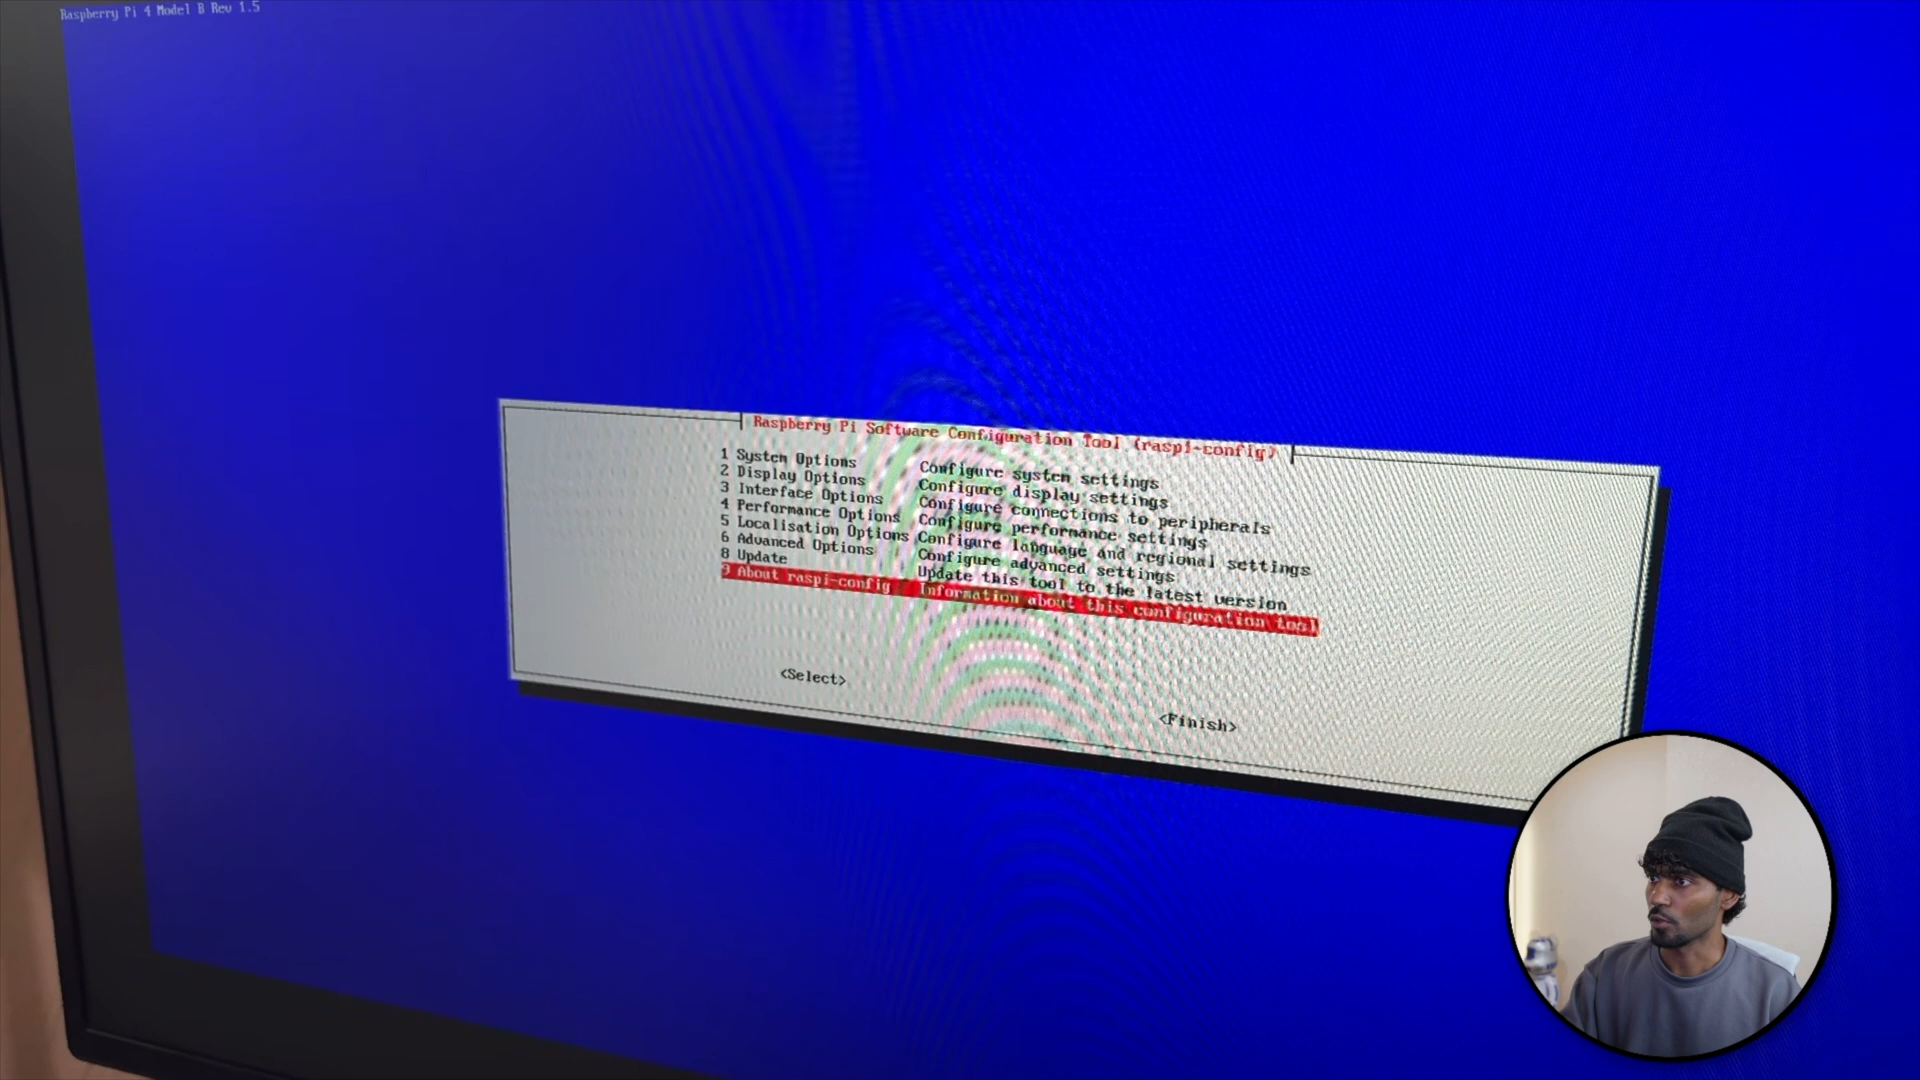 Raspberry Pi 4 Model B Rev 1.5
Raspberry Pi Software Configuration Tool (raspi-config)
1 System Options Configure system settings
2 Display Options Configure display settings
3 Interface Options Configure connections to peripherals
4 Performance Options Configure performance settings
5 Localisation Options Configure language and regional settings
6 Advanced Options Configure advanced settings
8 Update Update this tool to the latest version
9 About raspi-config Information about this configuration tool
<Select>
<Finish>